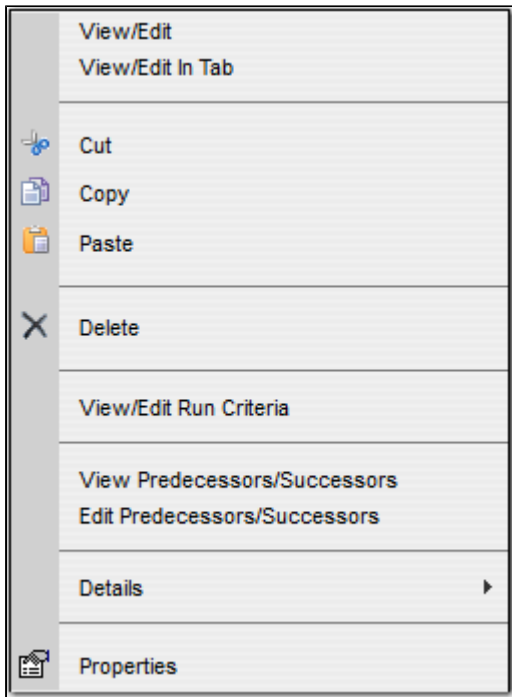 View/Edit
View/Edit In Tab
Cut
Copy
Paste
Delete
View/Edit Run Criteria
View Predecessors/Successors
Edit Predecessors/Successors
Details
Properties